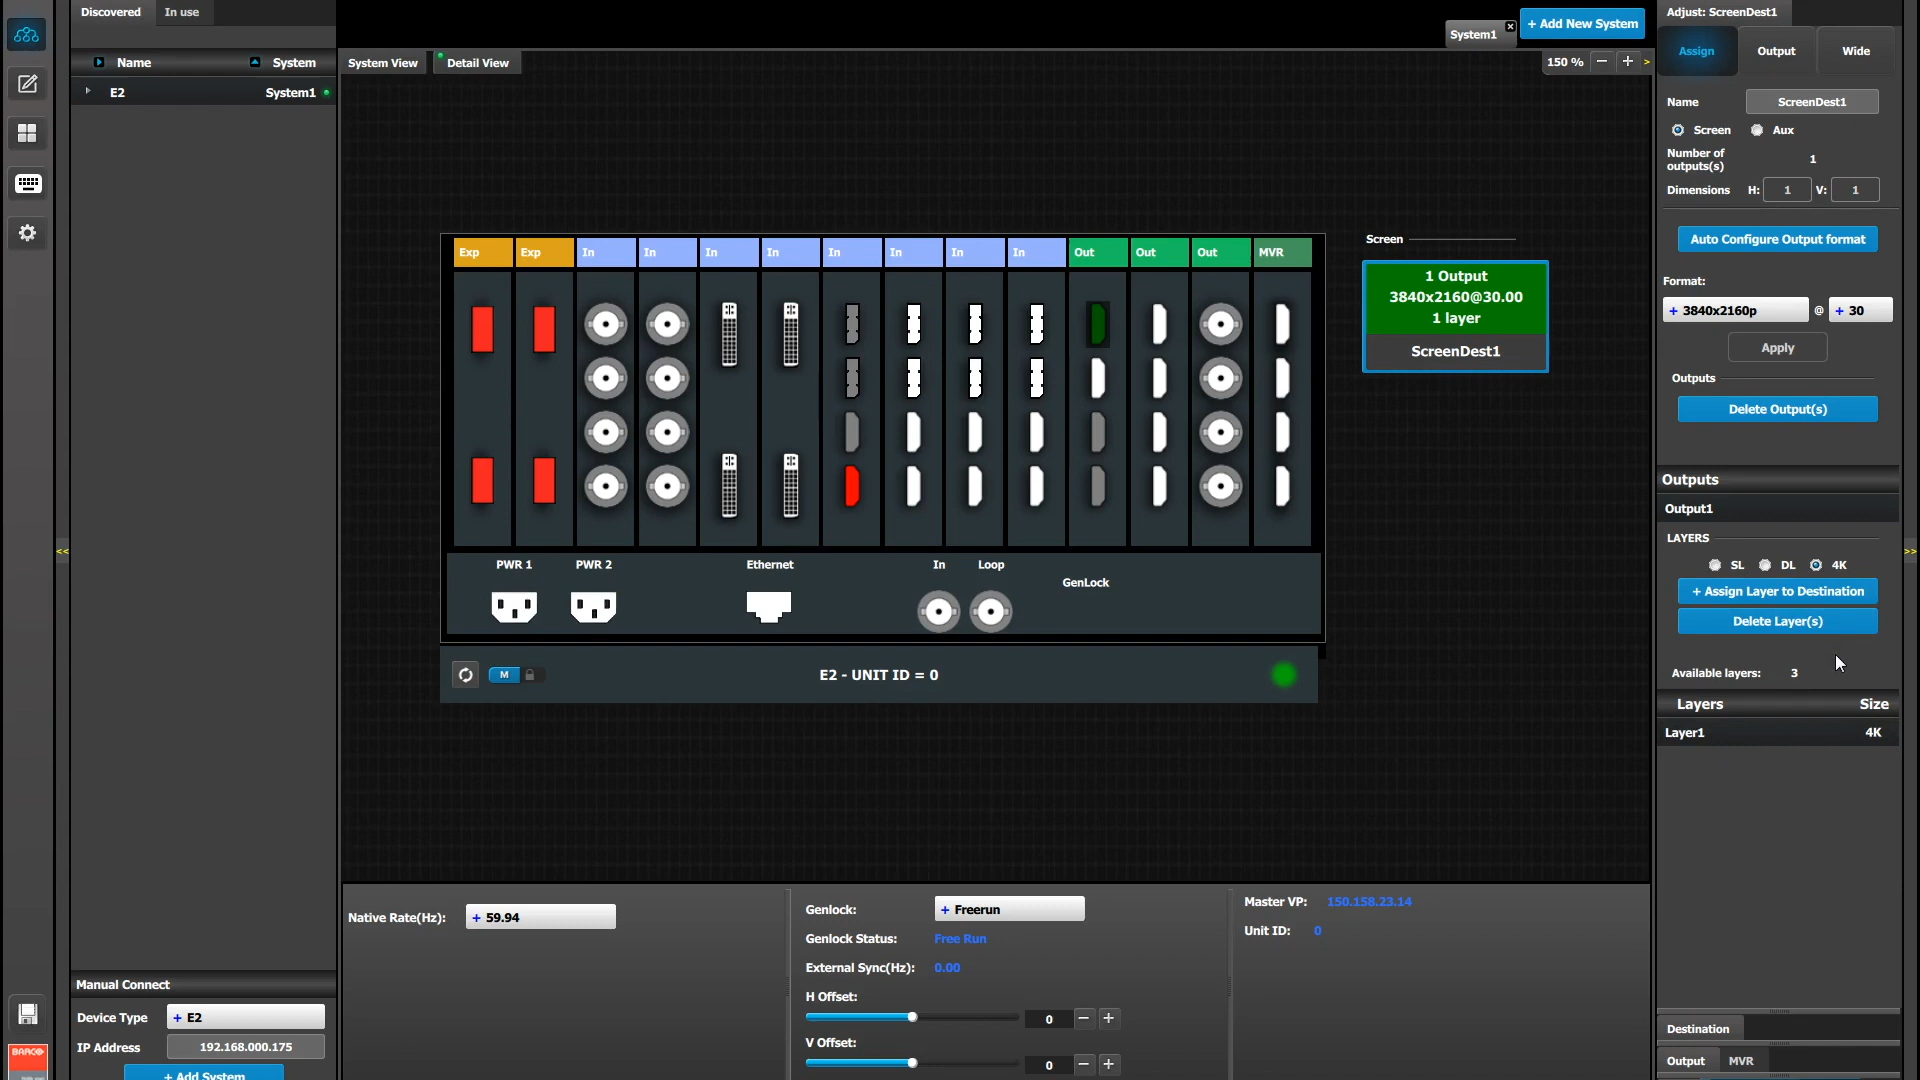 Discovered
In use
Name
System
E2
System1
Manual Connect
Device Type
+ E2
IP Address
192.168.000.175
+ Add System
BARCO
System1
+ Add New System
System View
Detail View
150 %
>
<<
>>
Exp
Exp
In
In
In
In
In
In
In
In
Out
Out
Out
MVR
PWR 1
PWR 2
Ethernet
In
Loop
GenLock
M
E2 - UNIT ID = 0
Screen
1 Output
3840x2160@30.00
1 layer
ScreenDest1
Native Rate(Hz):
+ 59.94
Genlock:
+ Freerun
Genlock Status:
Free Run
External Sync(Hz):
0.00
H Offset:
0
V Offset:
0
Master VP:
150.158.23.14
Unit ID:
0
Adjust: ScreenDest1
Assign
Output
Wide
Name
ScreenDest1
Screen
Aux
Number of
outputs(s)
1
Dimensions
H:
1
V:
1
Auto Configure Output format
Format:
+ 3840x2160p
@
+ 30
Apply
Outputs
Delete Output(s)
Outputs
Output1
LAYERS
SL
DL
4K
+ Assign Layer to Destination
Delete Layer(s)
Available layers:
3
Layers
Size
Layer1
4K
Destination
Output
MVR